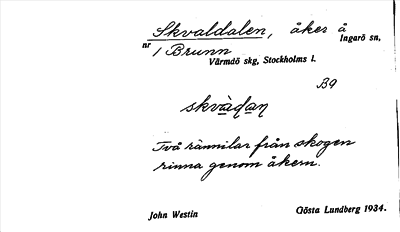 Skvaldalen, åker å
Ingarö sn,
nr
1 Brunn
Värmdö skg, Stockholms l.
B9
skvàḍaṇ
Två rännilar från skogen
rinna genom åkern.
John Westin
Gösta Lundberg 1934.